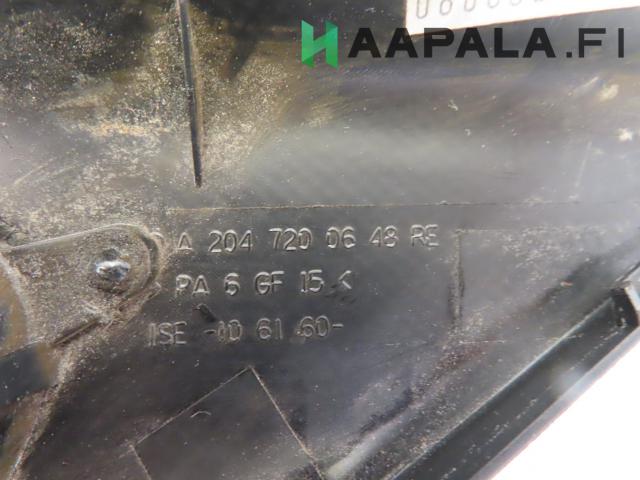 HAAPALA.FI
A 204 720 06 48 RE
>PA 6 GF 15<
ISE -10 61 60-